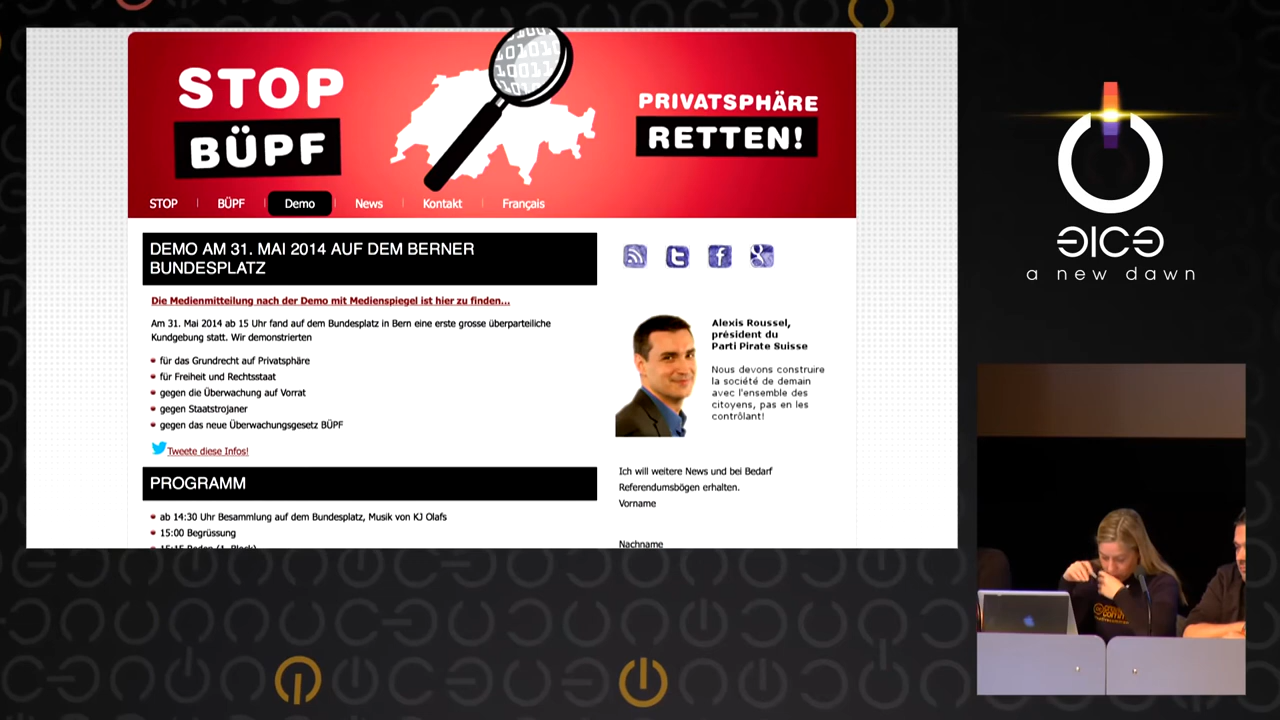 STOP
BÜPF
PRIVATSPHÄRE
RETTEN!
STOP
BÜPF
Demo
News
Kontakt
Français
DEMO AM 31. MAI 2014 AUF DEM BERNER
BUNDESPLATZ
Die Medienmitteilung nach der Demo mit Medienspiegel ist hier zu finden...
Am 31. Mai 2014 ab 15 Uhr fand auf dem Bundesplatz in Bern eine erste grosse überparteiliche
Kundgebung statt. Wir demonstrierten
für das Grundrecht auf Privatsphäre
für Freiheit und Rechtsstaat
gegen die Überwachung auf Vorrat
gegen Staatstrojaner
gegen das neue Überwachungsgesetz BÜPF
Tweete diese Infos!
PROGRAMM
ab 14:30 Uhr Besammlung auf dem Bundesplatz, Musik von KJ Olafs
15:00 Begrüssung
15:15 Reden (1. Block)
Alexis Roussel,
président du
Parti Pirate Suisse
Nous devons construire
la société de demain
avec l'ensemble des
citoyens, pas en les
contrôlant!
Ich will weitere News und bei Bedarf
Referendumsbögen erhalten.
Vorname
Nachname
a new dawn